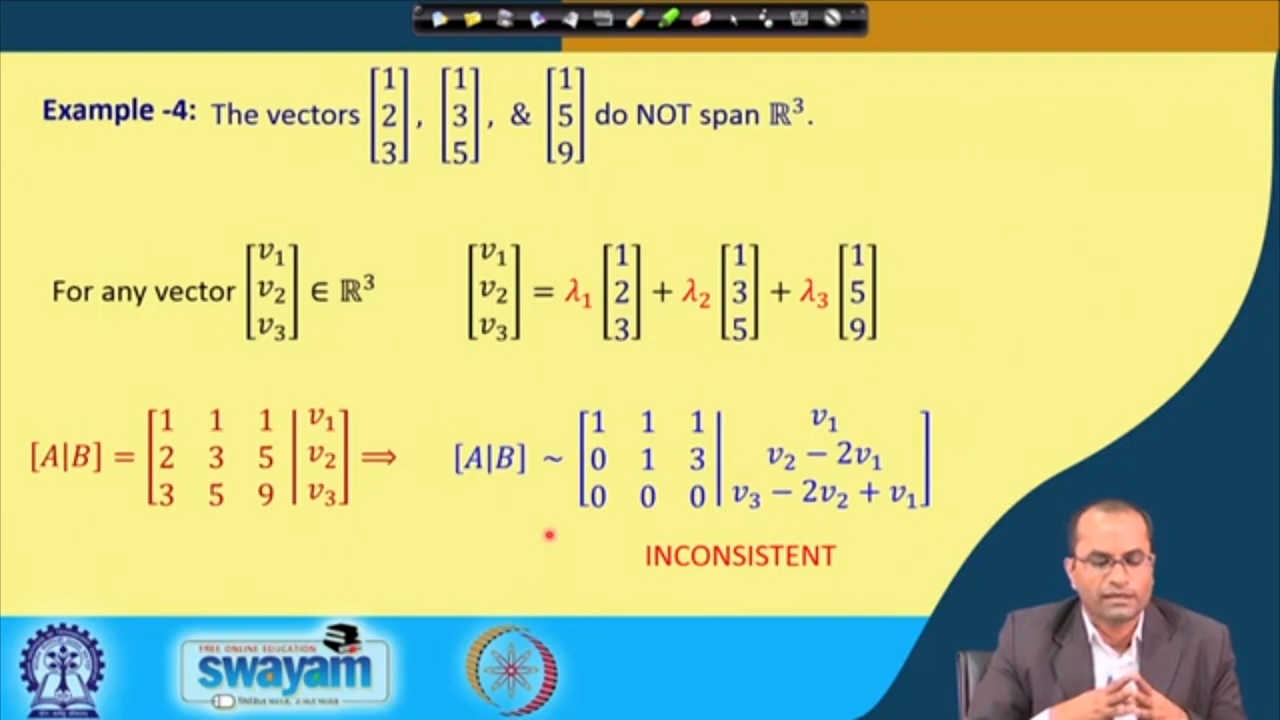 Example -4: The vectors [1 2 3], [1 3 5], & [1 5 9] do NOT span ℝ³.
For any vector [v₁ v₂ v₃] ∈ ℝ³    [v₁ v₂ v₃] = λ₁ [1 2 3] + λ₂ [1 3 5] + λ₃ [1 5 9]
[A|B] = [1 1 1 | v₁; 2 3 5 | v₂; 3 5 9 | v₃] ⟹ [A|B] ~ [1 1 1 | v₁; 0 1 3 | v₂ − 2v₁; 0 0 0 | v₃ − 2v₂ + v₁]
INCONSISTENT
FREE ONLINE EDUCATION
swayam